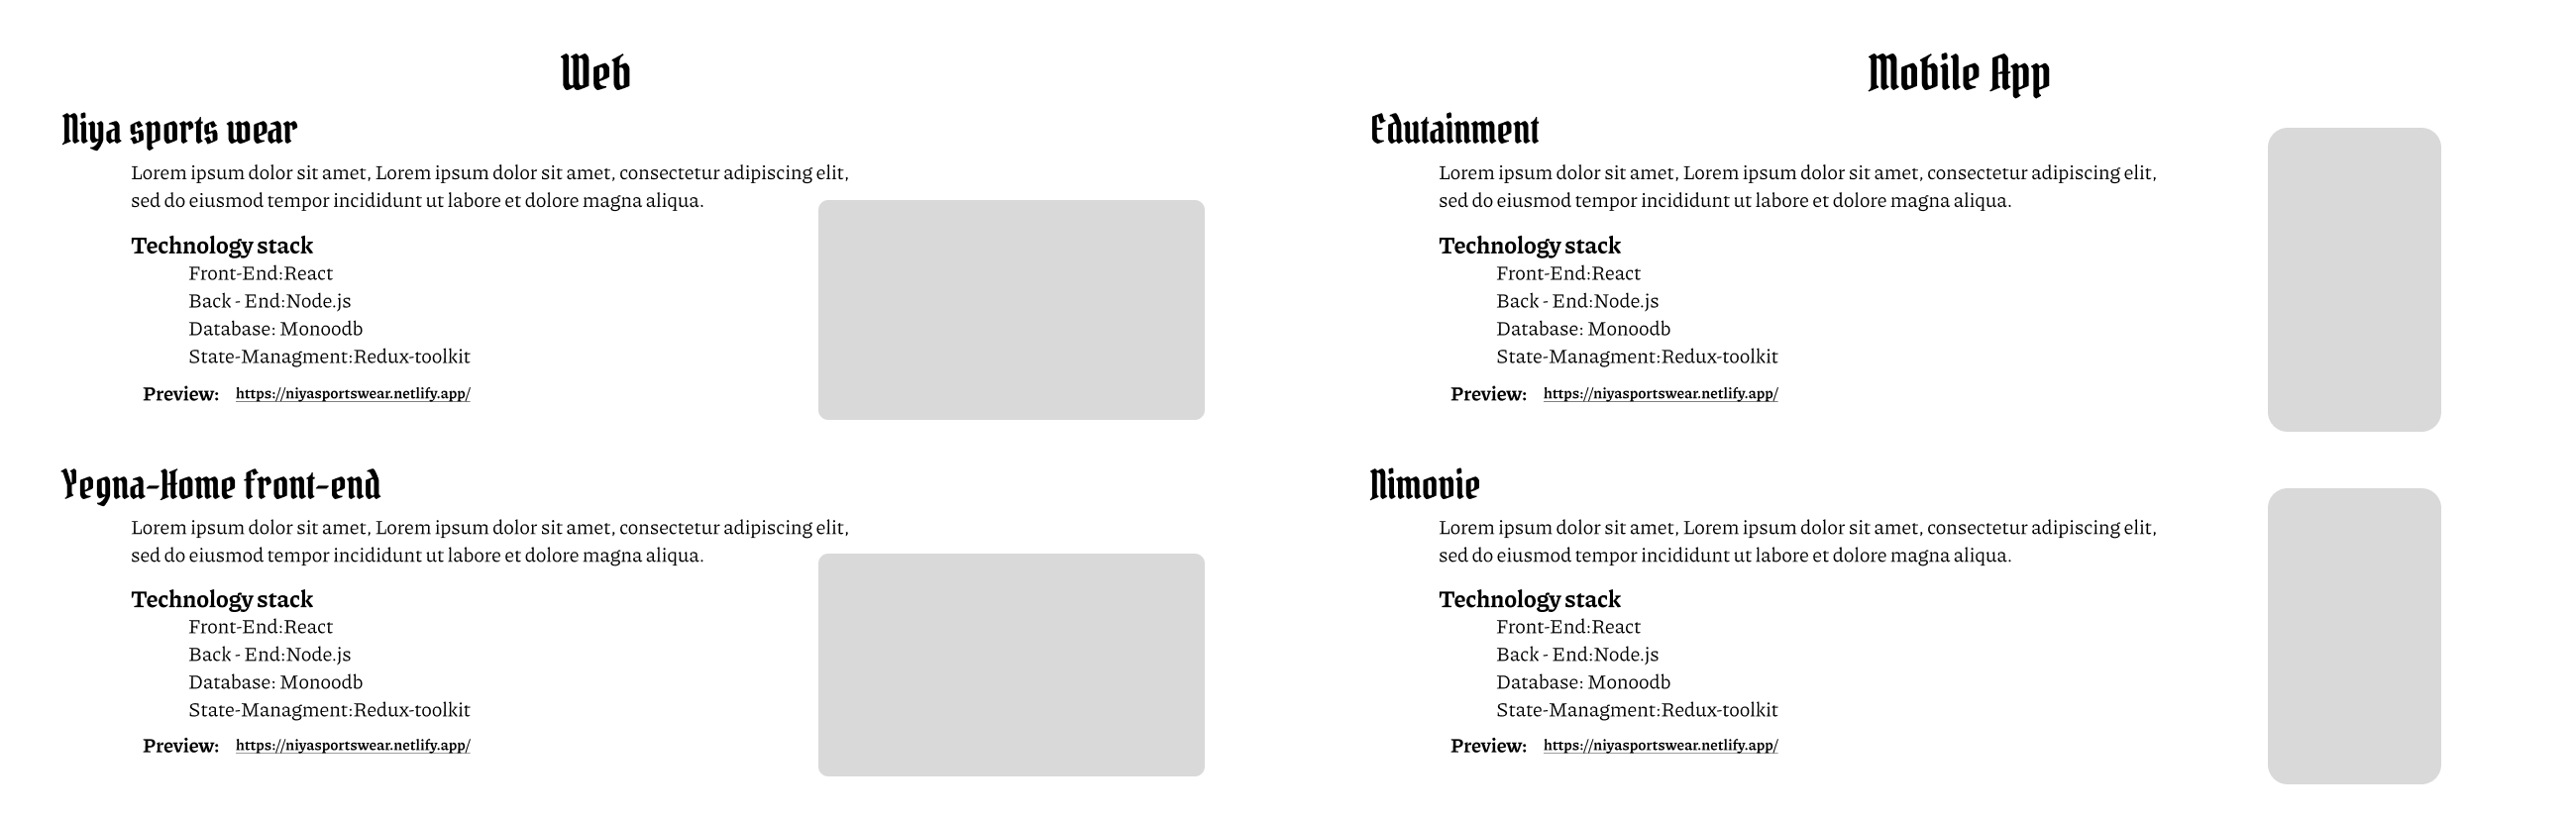 Web
Niya sports wear
Lorem ipsum dolor sit amet, Lorem ipsum dolor sit amet, consectetur adipiscing elit,
sed do eiusmod tempor incididunt ut labore et dolore magna aliqua.
Technology stack
Front-End:React
Back - End:Node.js
Database: Monoodb
State-Managment:Redux-toolkit
Preview: https://niyasportswear.netlify.app/
Yegna-Home front-end
Lorem ipsum dolor sit amet, Lorem ipsum dolor sit amet, consectetur adipiscing elit,
sed do eiusmod tempor incididunt ut labore et dolore magna aliqua.
Technology stack
Front-End:React
Back - End:Node.js
Database: Monoodb
State-Managment:Redux-toolkit
Preview: https://niyasportswear.netlify.app/
Mobile App
Edutainment
Lorem ipsum dolor sit amet, Lorem ipsum dolor sit amet, consectetur adipiscing elit,
sed do eiusmod tempor incididunt ut labore et dolore magna aliqua.
Technology stack
Front-End:React
Back - End:Node.js
Database: Monoodb
State-Managment:Redux-toolkit
Preview: https://niyasportswear.netlify.app/
Nimovie
Lorem ipsum dolor sit amet, Lorem ipsum dolor sit amet, consectetur adipiscing elit,
sed do eiusmod tempor incididunt ut labore et dolore magna aliqua.
Technology stack
Front-End:React
Back - End:Node.js
Database: Monoodb
State-Managment:Redux-toolkit
Preview: https://niyasportswear.netlify.app/